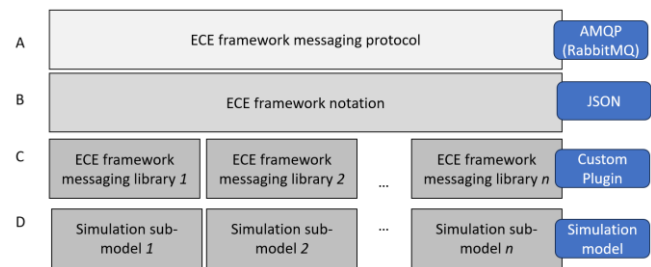 A
ECE framework messaging protocol
AMQP
(RabbitMQ)
B
ECE framework notation
JSON
C
ECE framework
messaging library 1
ECE framework
messaging library 2
...
ECE framework
messaging library n
Custom
Plugin
D
Simulation sub-
model 1
Simulation sub-
model 2
...
Simulation sub-
model n
Simulation
model